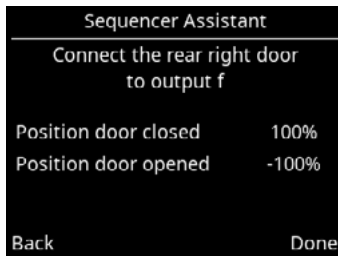 Sequencer Assistant
Connect the rear right door
to output f
Position door closed 100%
Position door opened -100%
Back Done